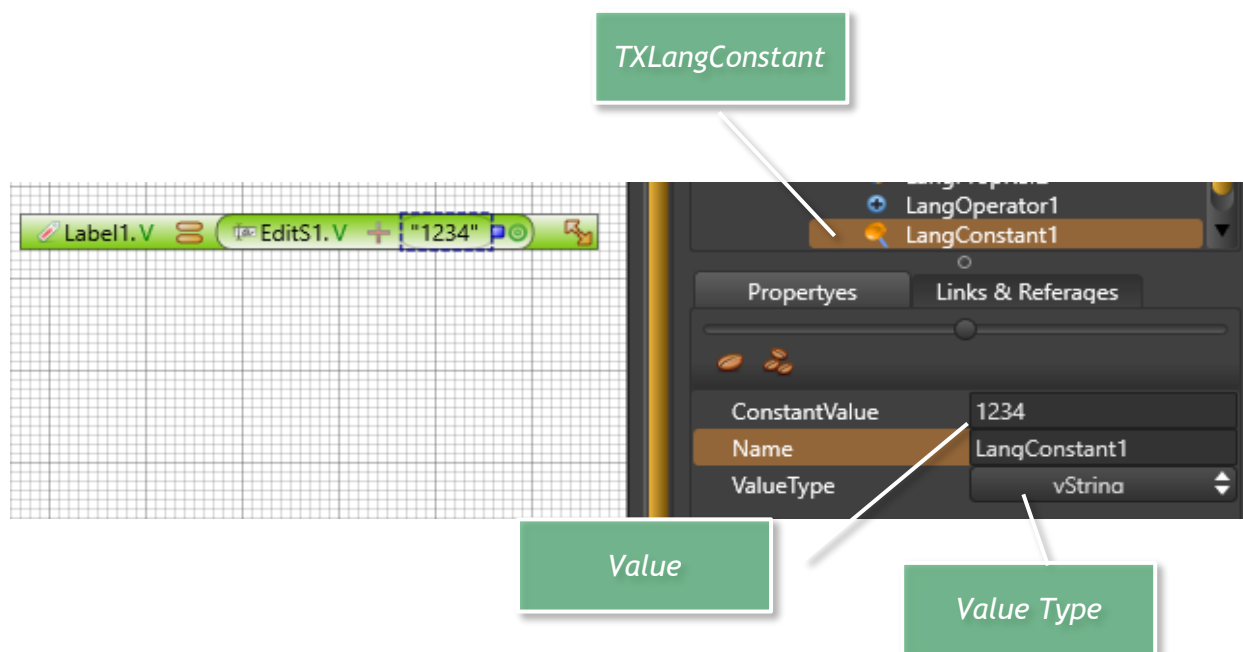 TXLangConstant
Label1.V = EditS1.V + "1234"
LangOperator1
LangConstant1
Propertyes
Links & Referages
ConstantValue
1234
Name
LangConstant1
ValueType
vString
Value
Value Type